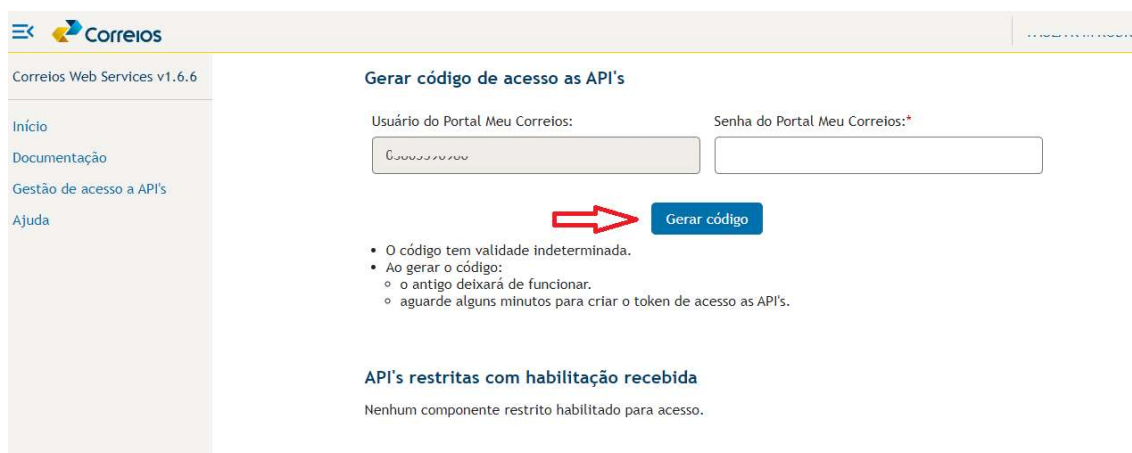 Correios
Correios Web Services v1.6.6
Início
Documentação
Gestão de acesso a API's
Ajuda
Gerar código de acesso as API's
Usuário do Portal Meu Correios:
Senha do Portal Meu Correios:*
Gerar código
• O código tem validade indeterminada.
• Ao gerar o código:
◦ o antigo deixará de funcionar.
◦ aguarde alguns minutos para criar o token de acesso as API's.
API's restritas com habilitação recebida
Nenhum componente restrito habilitado para acesso.